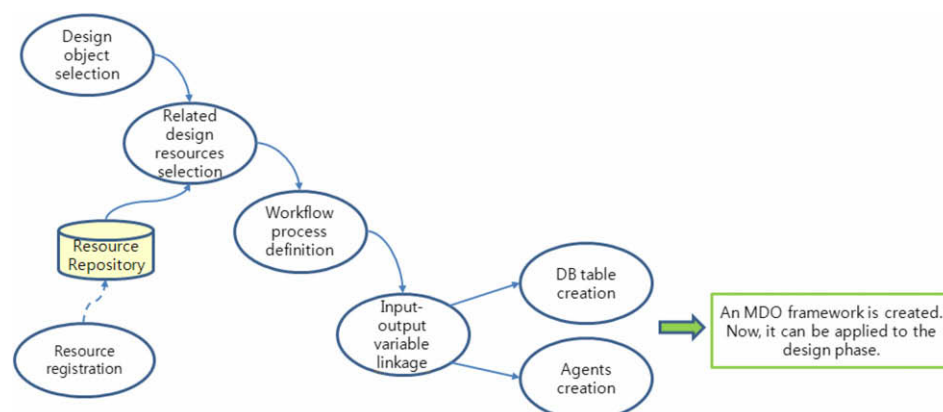 Design
object
selection
Related
design
resources
selection
Resource
Repository
Resource
registration
Workflow
process
definition
Input-
output
variable
linkage
DB table
creation
Agents
creation
An MDO framework is created.
Now, it can be applied to the
design phase.